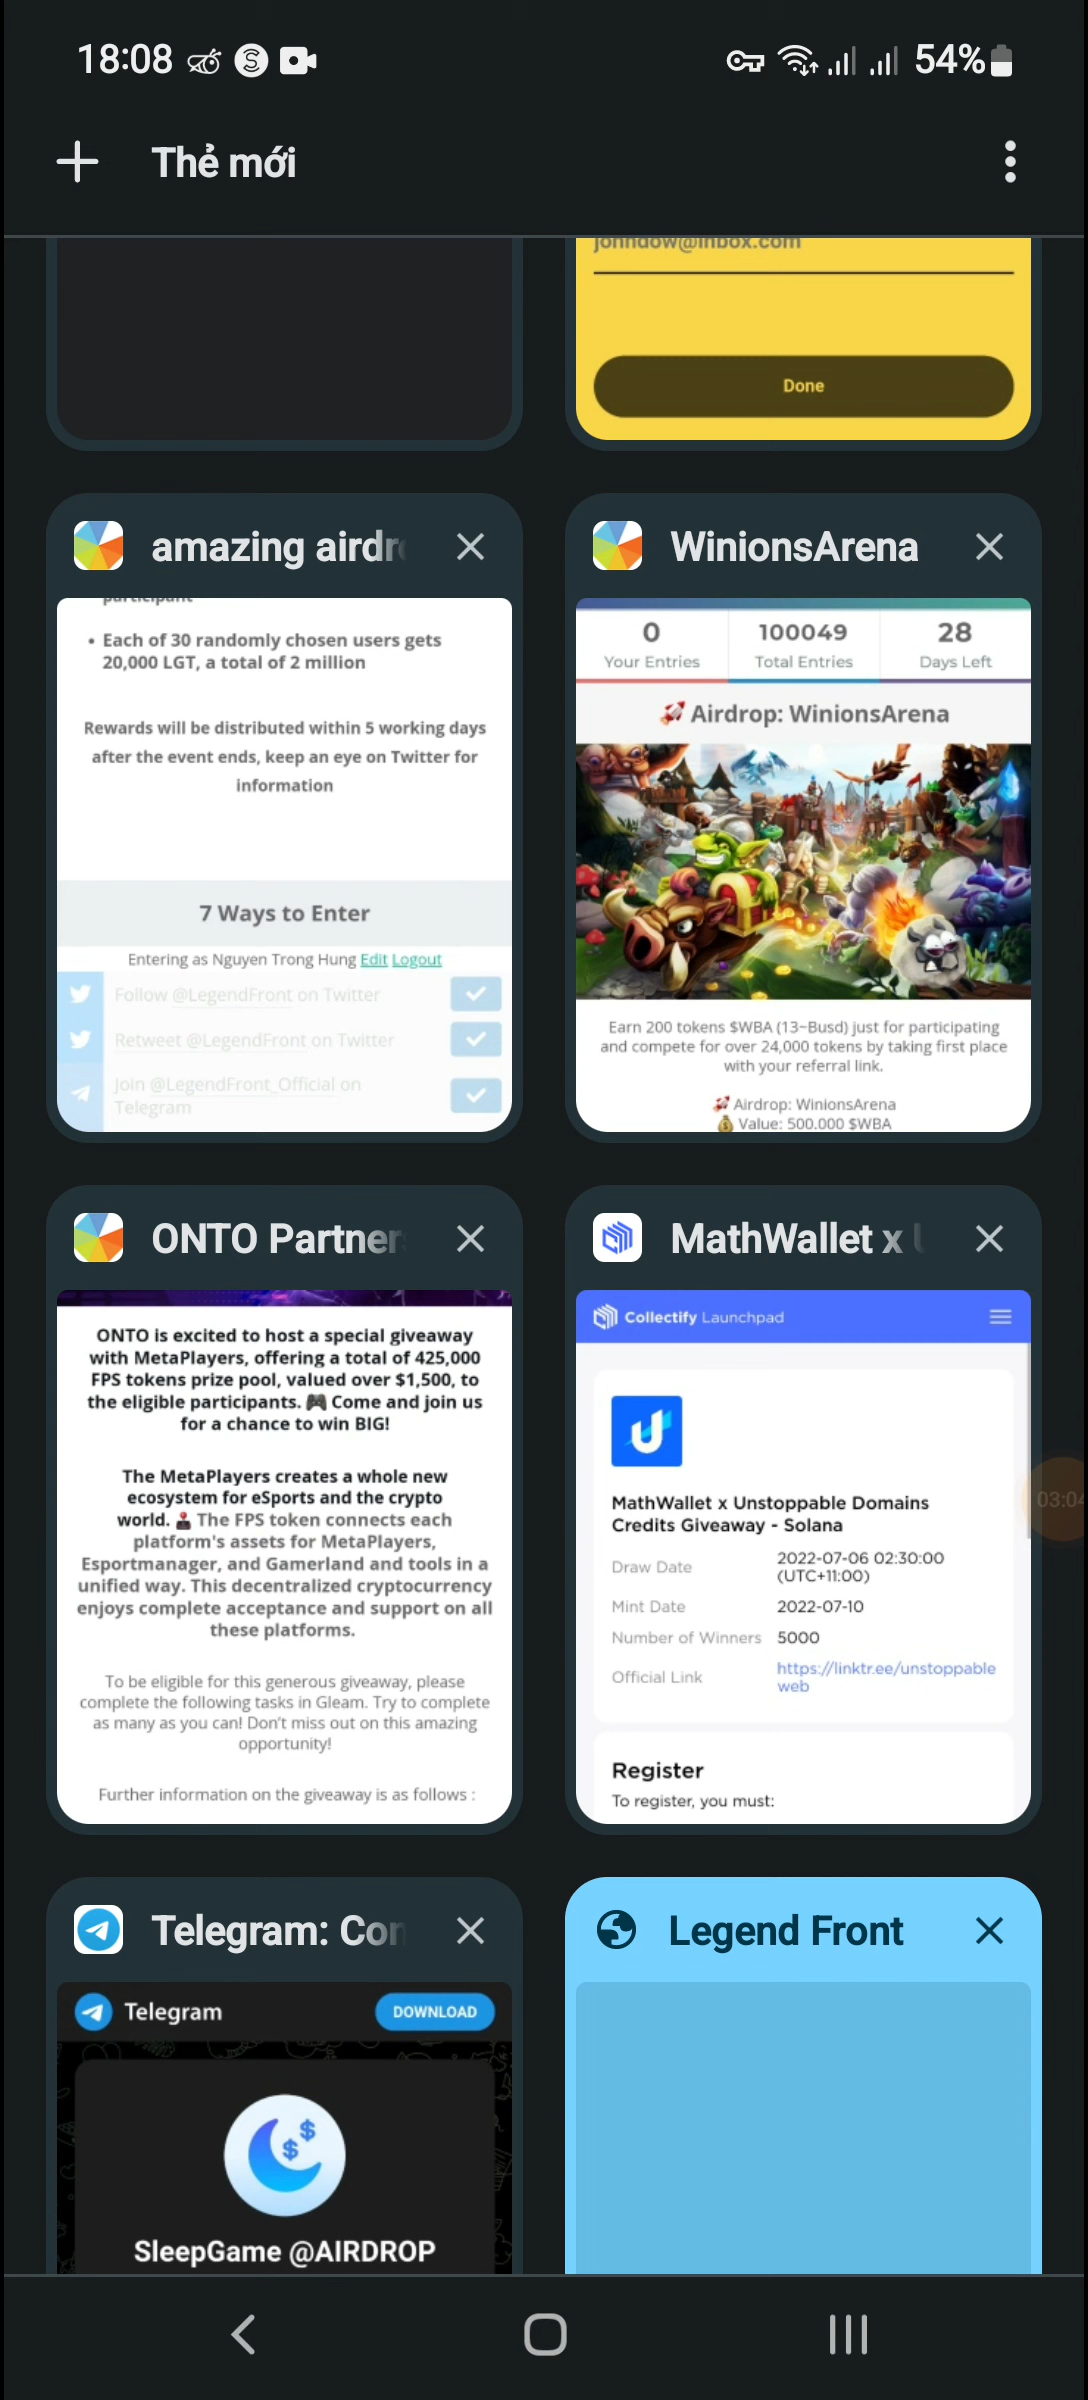 18:08
54%
Thẻ mới
johndow@inbox.com
Done
amazing airdr
participant
• Each of 30 randomly chosen users gets
20,000 LGT, a total of 2 million
Rewards will be distributed within 5 working days
after the event ends, keep an eye on Twitter for
information
7 Ways to Enter
Entering as Nguyen Trong Hung Edit Logout
Follow @LegendFront on Twitter
Retweet @LegendFront on Twitter
Join @LegendFront_Official on
Telegram
WinionsArena
0 100049 28
Your Entries Total Entries Days Left
🚀 Airdrop: WinionsArena
Earn 200 tokens $WBA (13~Busd) just for participating
and compete for over 24,000 tokens by taking first place
with your referral link.
🚀 Airdrop: WinionsArena
💰 Value: 500.000 $WBA
ONTO Partner
ONTO is excited to host a special giveaway
with MetaPlayers, offering a total of 425,000
FPS tokens prize pool, valued over $1,500, to
the eligible participants. 🎮 Come and join us
for a chance to win BIG!
The MetaPlayers creates a whole new
ecosystem for eSports and the crypto
world. 🕹️ The FPS token connects each
platform's assets for MetaPlayers,
Esportmanager, and Gamerland and tools in a
unified way. This decentralized cryptocurrency
enjoys complete acceptance and support on all
these platforms.
To be eligible for this generous giveaway, please
complete the following tasks in Gleam. Try to complete
as many as you can! Don't miss out on this amazing
opportunity!
Further information on the giveaway is as follows :
MathWallet x
Collectify Launchpad
MathWallet x Unstoppable Domains
Credits Giveaway - Solana
Draw Date 2022-07-06 02:30:00
(UTC+11:00)
Mint Date 2022-07-10
Number of Winners 5000
Official Link https://linktr.ee/unstoppable
web
Register
To register, you must:
03:04
Telegram: Con
Telegram
DOWNLOAD
SleepGame @AIRDROP
Legend Front